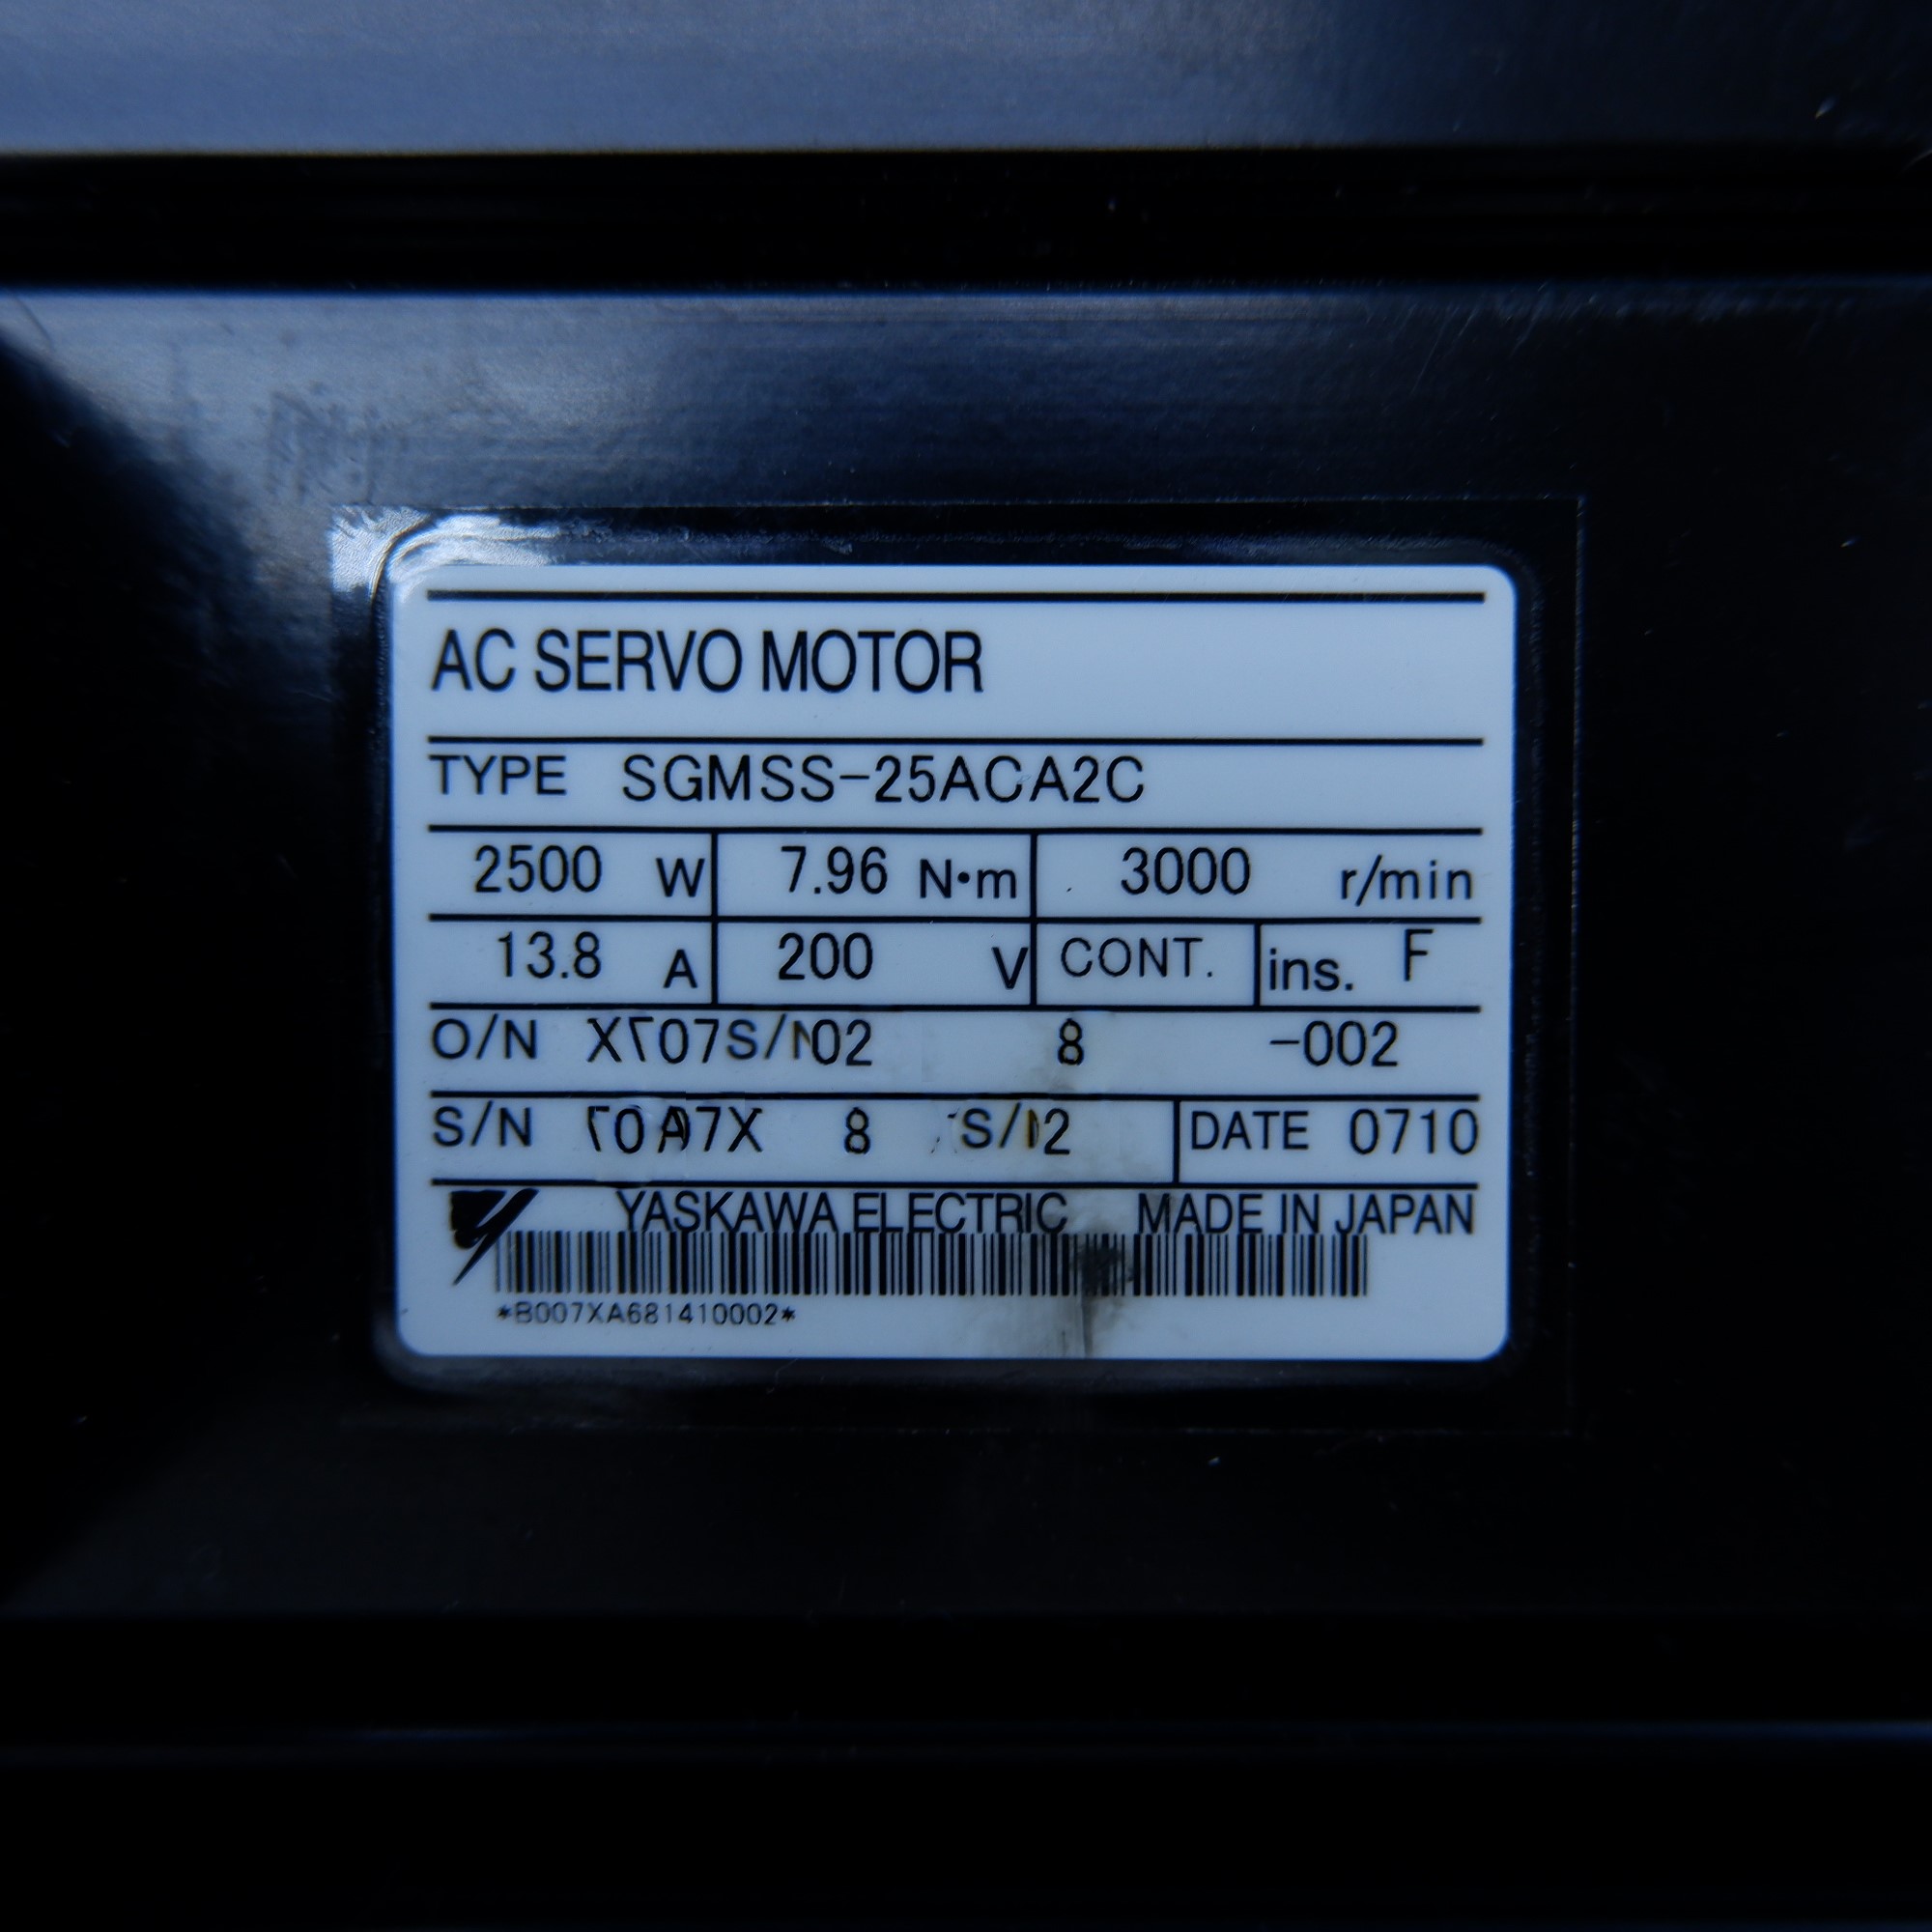 AC SERVO MOTOR
TYPE SGMSS-25ACA2C
2500 W 7.96 N•m 3000 r/min
13.8 A 200 V CONT. ins. F
O/N 8 -002
S/N 8 DATE 0710
YASKAWA ELECTRIC MADE IN JAPAN
*B007XA681410002*